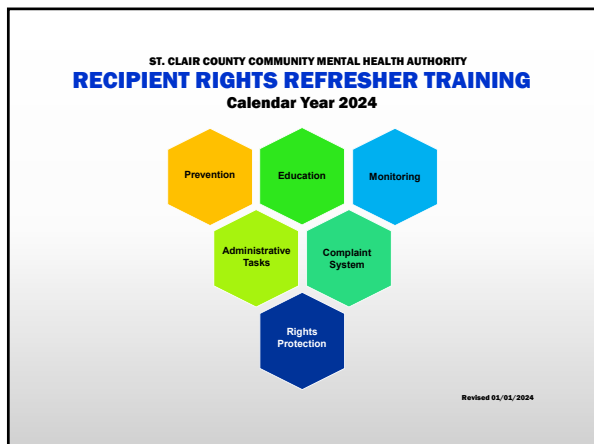 ST. CLAIR COUNTY COMMUNITY MENTAL HEALTH AUTHORITY
RECIPIENT RIGHTS REFRESHER TRAINING
Calendar Year 2024
Prevention
Education
Monitoring
Administrative
Tasks
Complaint
System
Rights
Protection
Revised 01/01/2024